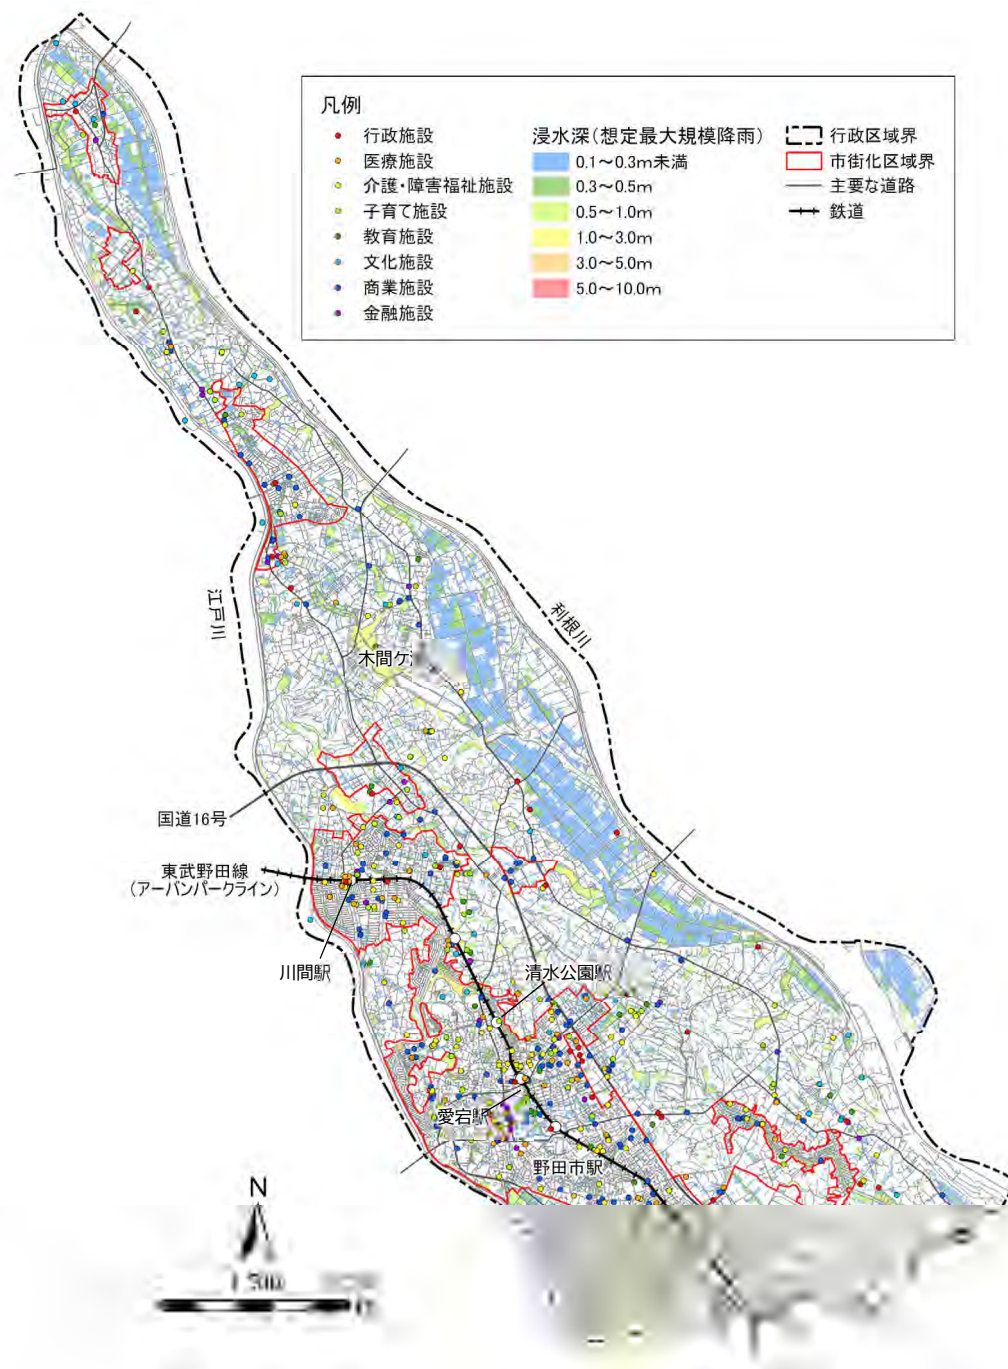 凡例
行政施設
医療施設
介護・障害福祉施設
子育て施設
教育施設
文化施設
商業施設
金融施設
浸水深(想定最大規模降雨)
0.1～0.3m未満
0.3～0.5m
0.5～1.0m
1.0～3.0m
3.0～5.0m
5.0～10.0m
行政区域界
市街化区域界
主要な道路
鉄道
江戸川
利根川
木間ケ
国道16号
東武野田線
(アーバンパークライン)
川間駅
清水公園駅
愛宕駅
野田市駅
N